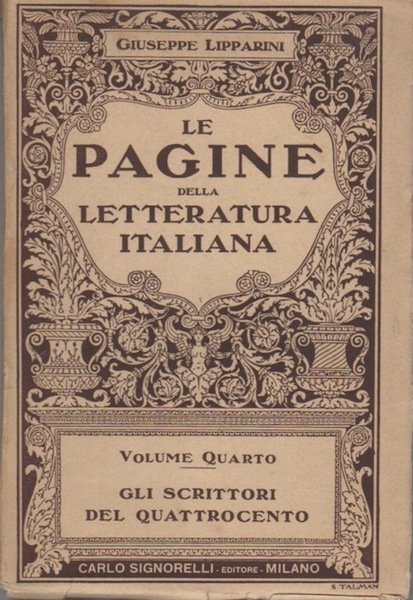 GIUSEPPE LIPPARINI
LE
PAGINE
DELLA
LETTERATURA
ITALIANA
VOLUME QUARTO
GLI SCRITTORI
DEL QUATTROCENTO
CARLO SIGNORELLI - EDITORE - MILANO
S. TALMAN